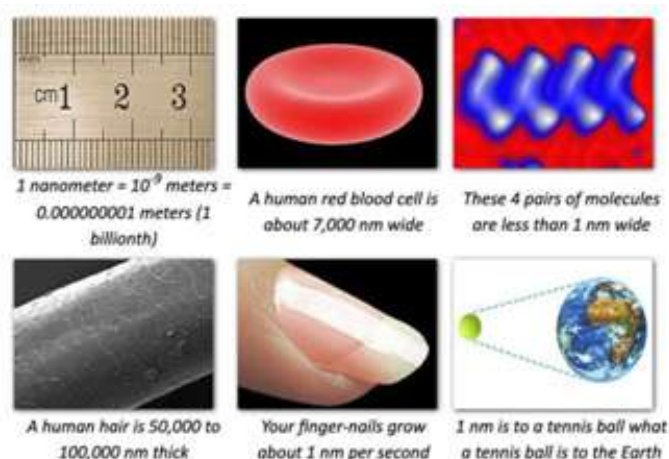 mm
cm 1 2 3
1 nanometer = 10⁻⁹ meters =
0.000000001 meters (1
billionth)
A human red blood cell is
about 7,000 nm wide
These 4 pairs of molecules
are less than 1 nm wide
A human hair is 50,000 to
100,000 nm thick
Your finger-nails grow
about 1 nm per second
1 nm is to a tennis ball what
a tennis ball is to the Earth